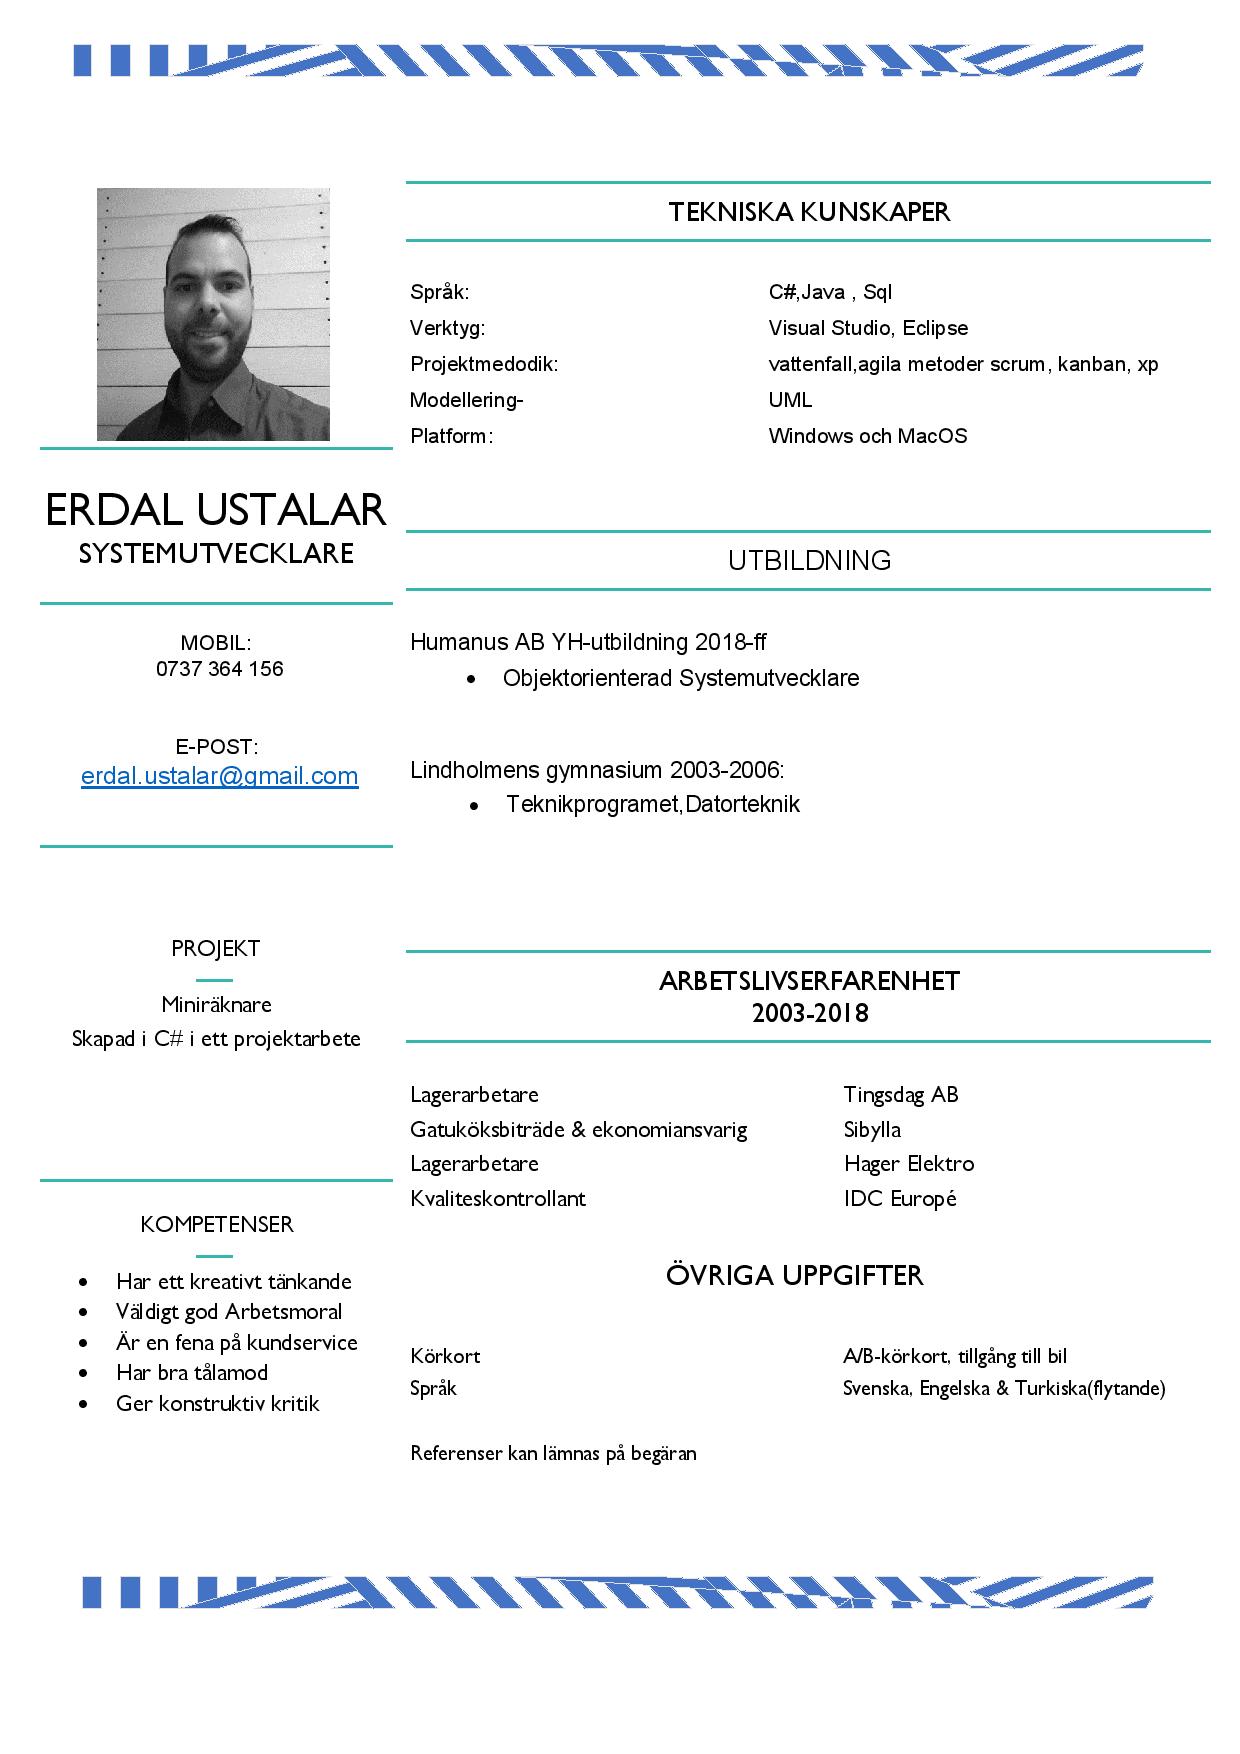 ERDAL USTALAR
SYSTEMUTVECKLARE
MOBIL:
0737 364 156
E-POST:
erdal.ustalar@gmail.com
PROJEKT
Miniräknare
Skapad i C# i ett projektarbete
KOMPETENSER
• Har ett kreativt tänkande
• Väldigt god Arbetsmoral
• Är en fena på kundservice
• Har bra tålamod
• Ger konstruktiv kritik
TEKNISKA KUNSKAPER
Språk: C#,Java , Sql
Verktyg: Visual Studio, Eclipse
Projektmedodik: vattenfall,agila metoder scrum, kanban, xp
Modellering- UML
Platform: Windows och MacOS
UTBILDNING
Humanus AB YH-utbildning 2018-ff
• Objektorienterad Systemutvecklare
Lindholmens gymnasium 2003-2006:
• Teknikprogramet,Datorteknik
ARBETSLIVSERFARENHET
2003-2018
Lagerarbetare Tingsdag AB
Gatuköksbiträde & ekonomiansvarig Sibylla
Lagerarbetare Hager Elektro
Kvaliteskontrollant IDC Europé
ÖVRIGA UPPGIFTER
Körkort A/B-körkort, tillgång till bil
Språk Svenska, Engelska & Turkiska(flytande)
Referenser kan lämnas på begäran